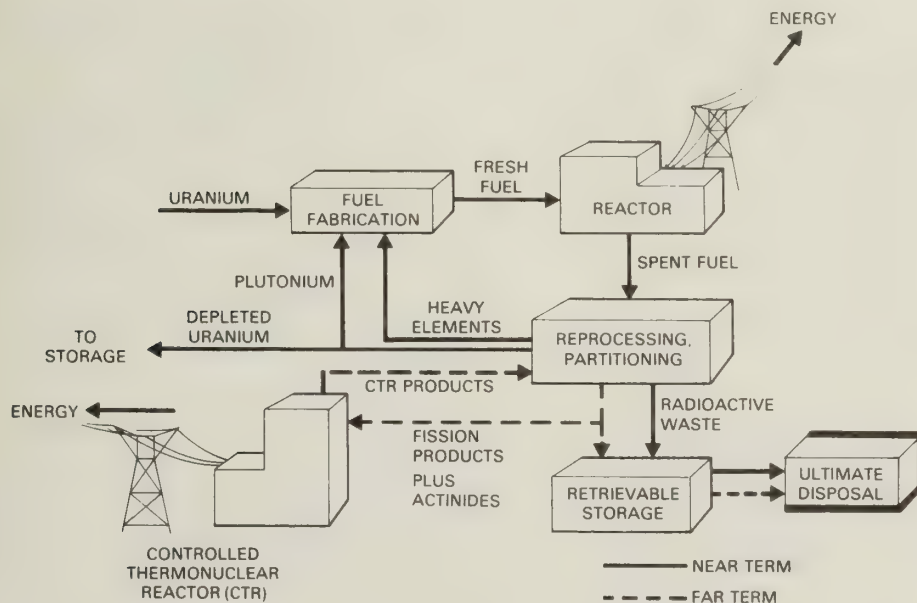 ENERGY
FRESH
FUEL
URANIUM
FUEL
FABRICATION
REACTOR
SPENT FUEL
PLUTONIUM
HEAVY
ELEMENTS
DEPLETED
URANIUM
TO
STORAGE
REPROCESSING,
PARTITIONING
CTR PRODUCTS
ENERGY
RADIOACTIVE
WASTE
FISSION
PRODUCTS
PLUS
ACTINIDES
RETRIEVABLE
STORAGE
ULTIMATE
DISPOSAL
CONTROLLED
THERMONUCLEAR
REACTOR (CTR)
NEAR TERM
FAR TERM